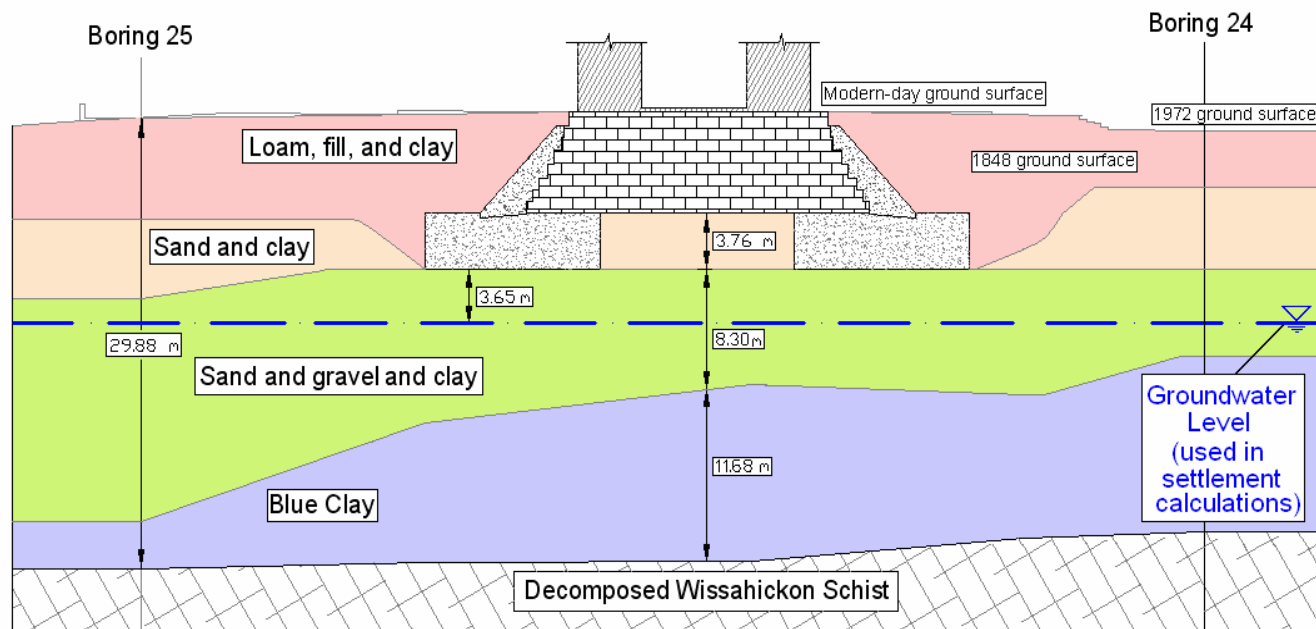 Boring 25
Boring 24
Modern-day ground surface
1972 ground surface
Loam, fill, and clay
1848 ground surface
Sand and clay
3.76 m
3.65 m
29.88 m
8.30m
Sand and gravel and clay
Groundwater
Level
(used in
settlement
calculations)
11.68 m
Blue Clay
Decomposed Wissahickon Schist